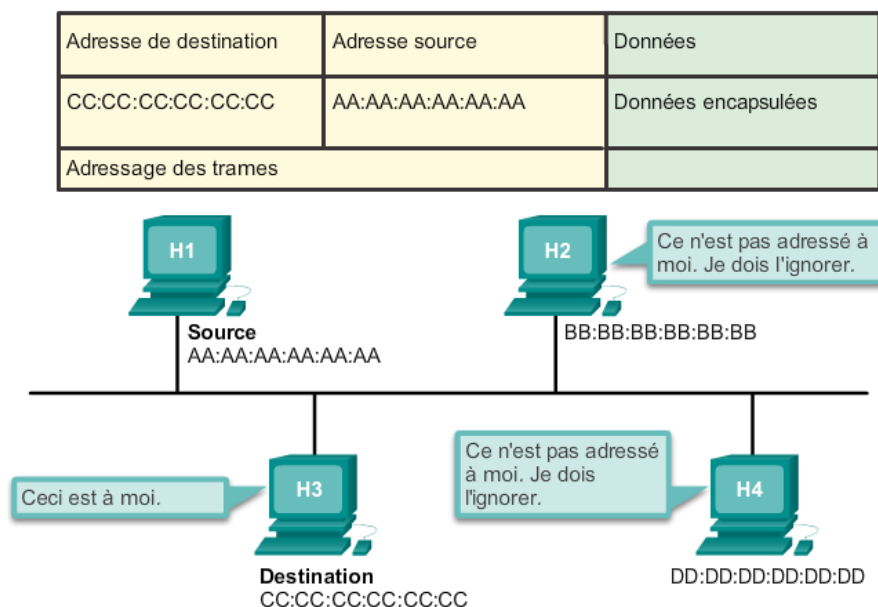 Adresse de destination Adresse source Données
CC:CC:CC:CC:CC:CC AA:AA:AA:AA:AA:AA Données encapsulées
Adressage des trames
H1
Source
AA:AA:AA:AA:AA:AA
H2
Ce n'est pas adressé à
moi. Je dois l'ignorer.
BB:BB:BB:BB:BB:BB
Ceci est à moi.
H3
Destination
CC:CC:CC:CC:CC:CC
Ce n'est pas adressé
à moi. Je dois
l'ignorer.
H4
DD:DD:DD:DD:DD:DD